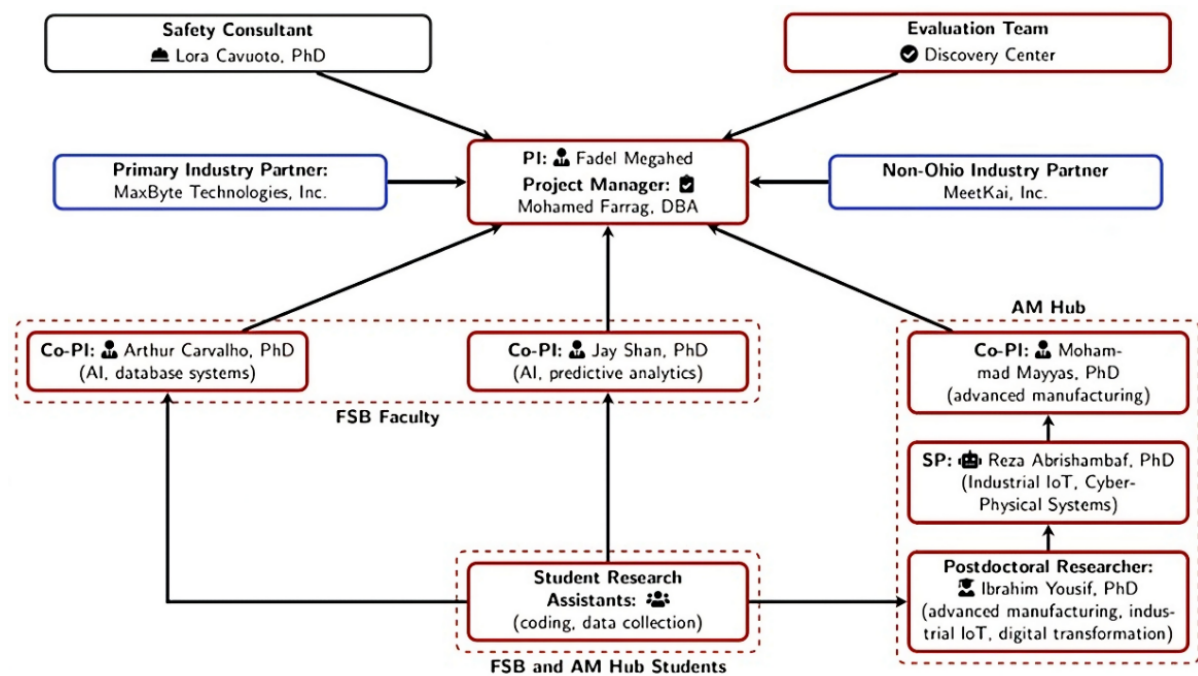 Safety Consultant
Lora Cavuoto, PhD
Evaluation Team
Discovery Center
Primary Industry Partner:
MaxByte Technologies, Inc.
PI: Fadel Megahed
Project Manager:
Mohamed Farrag, DBA
Non-Ohio Industry Partner
MeetKai, Inc.
AM Hub
Co-PI: Arthur Carvalho, PhD
(AI, database systems)
Co-PI: Jay Shan, PhD
(AI, predictive analytics)
FSB Faculty
Co-PI: Moham-
mad Mayyas, PhD
(advanced manufacturing)
SP: Reza Abrishambaf, PhD
(Industrial IoT, Cyber-
Physical Systems)
Student Research
Assistants:
(coding, data collection)
FSB and AM Hub Students
Postdoctoral Researcher:
Ibrahim Yousif, PhD
(advanced manufacturing, indus-
trial IoT, digital transformation)